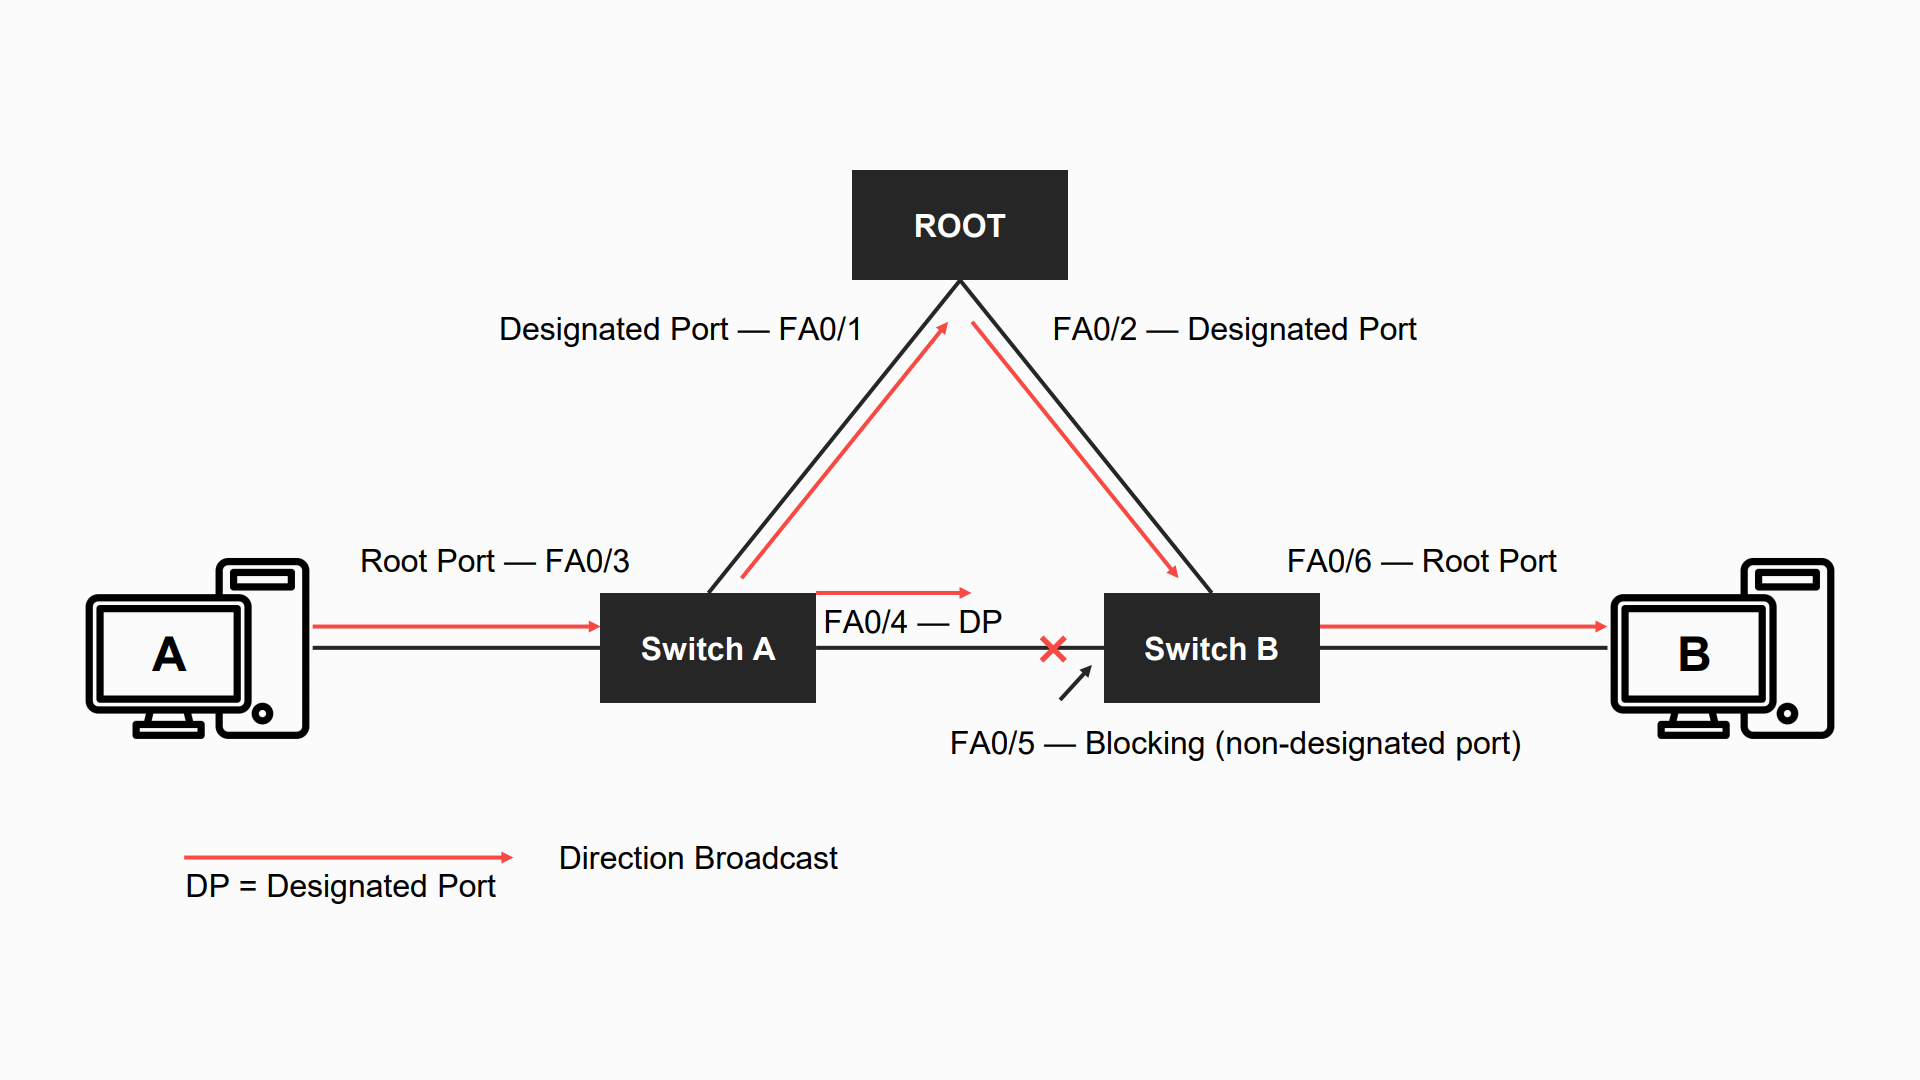 ROOT
Designated Port — FA0/1
FA0/2 — Designated Port
Root Port — FA0/3
FA0/6 — Root Port
A
Switch A
FA0/4 — DP
Switch B
B
FA0/5 — Blocking (non-designated port)
Direction Broadcast
DP = Designated Port